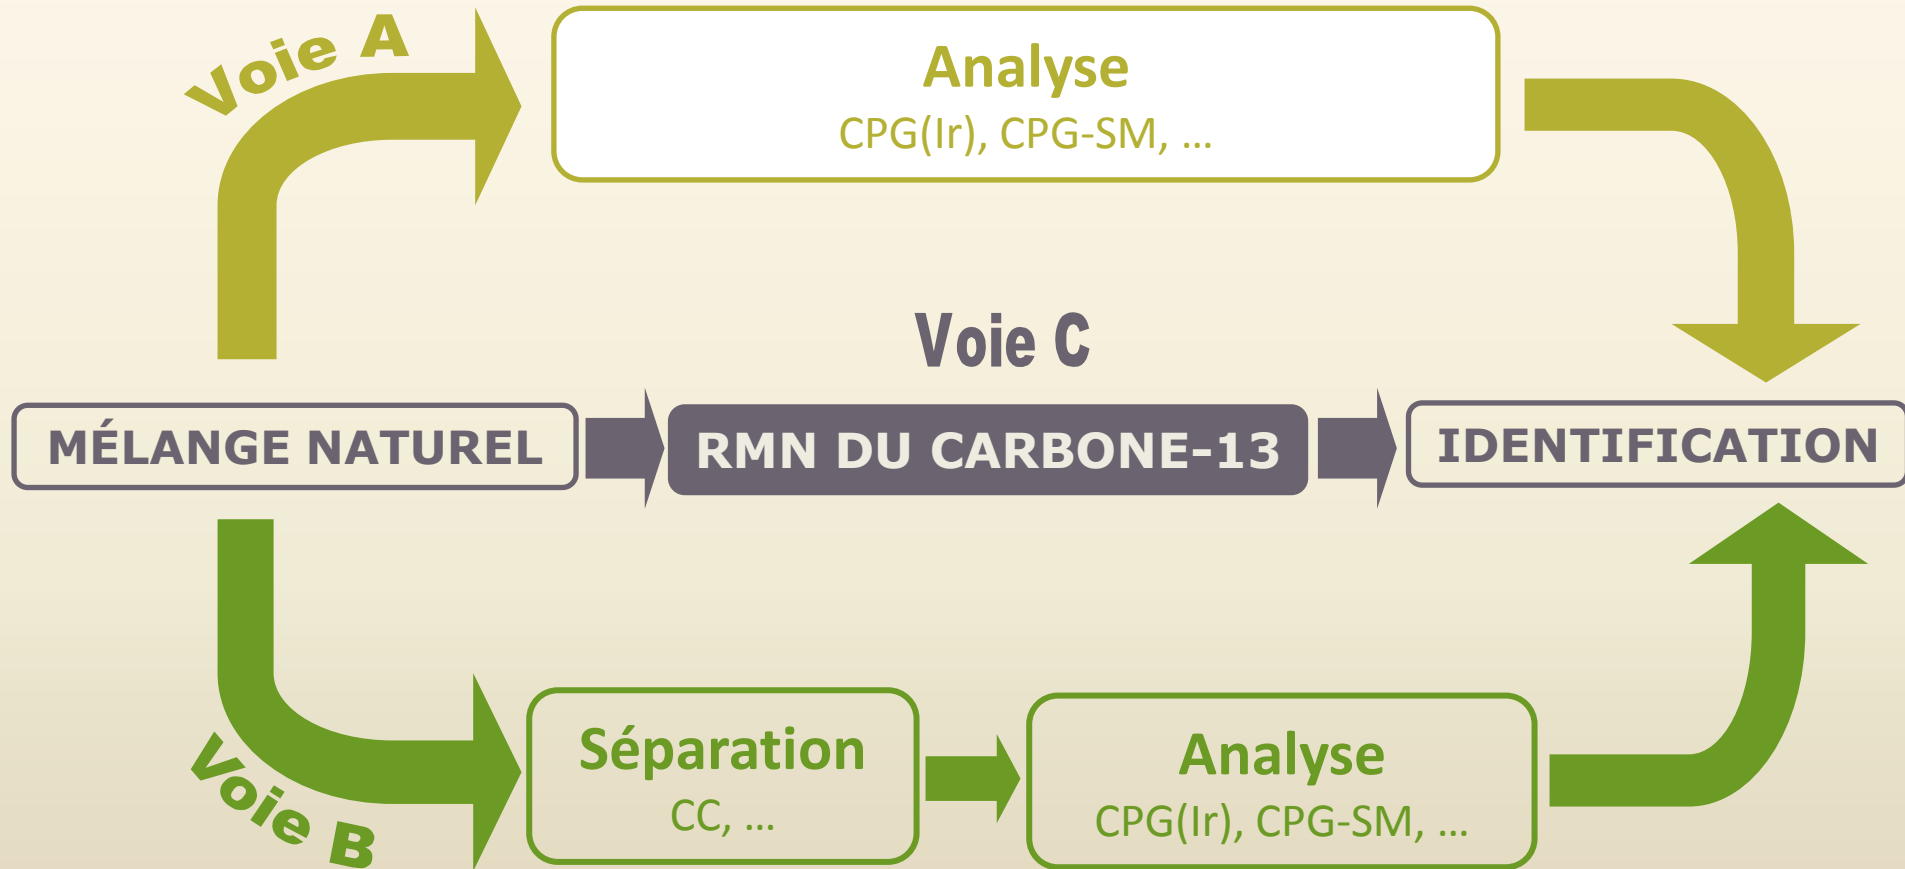 Voie A
Analyse
CPG(Ir), CPG-SM, ...
Voie C
MÉLANGE NATUREL
RMN DU CARBONE-13
IDENTIFICATION
Voie B
Séparation
CC, ...
Analyse
CPG(Ir), CPG-SM, ...